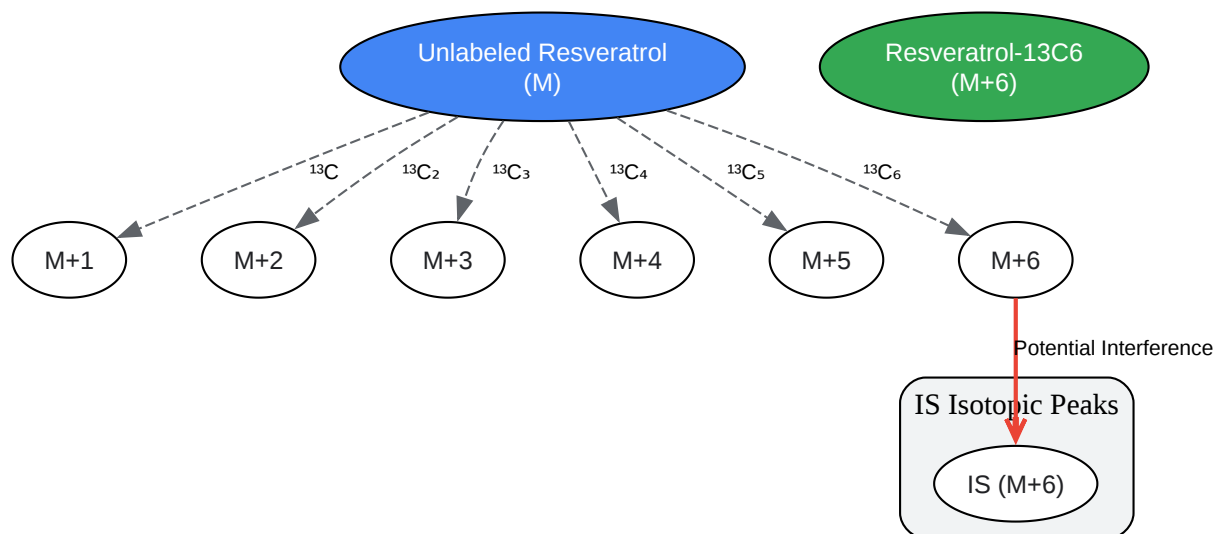 Unlabeled Resveratrol
(M)
Resveratrol-13C6
(M+6)
¹³C
¹³C₂
¹³C₃
¹³C₄
¹³C₅
¹³C₆
M+1
M+2
M+3
M+4
M+5
M+6
Potential Interference
IS Isotopic Peaks
IS (M+6)